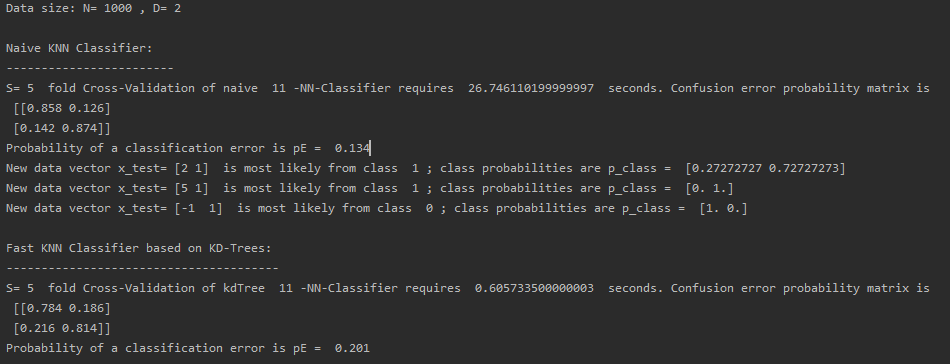 Data size: N= 1000 , D= 2
Naive KNN Classifier:
------------------------
S= 5  fold Cross-Validation of naive  11 -NN-Classifier requires  26.746110199999997  seconds. Confusion error probability matrix is
[[0.858 0.126]
[0.142 0.874]]
Probability of a classification error is pE =  0.134
New data vector x_test= [2 1]  is most likely from class  1 ; class probabilities are p_class =  [0.27272727 0.72727273]
New data vector x_test= [5 1]  is most likely from class  1 ; class probabilities are p_class =  [0. 1.]
New data vector x_test= [-1  1]  is most likely from class  0 ; class probabilities are p_class =  [1. 0.]
Fast KNN Classifier based on KD-Trees:
---------------------------------------
S= 5  fold Cross-Validation of kdTree  11 -NN-Classifier requires  0.605733500000003  seconds. Confusion error probability matrix is
[[0.784 0.186]
[0.216 0.814]]
Probability of a classification error is pE =  0.201